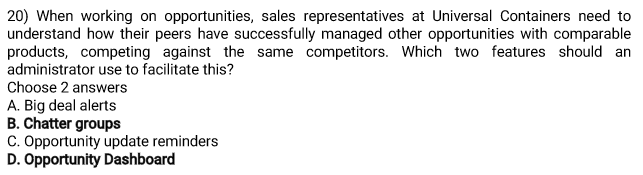 20) When working on opportunities, sales representatives at Universal Containers need to
understand how their peers have successfully managed other opportunities with comparable
products, competing against the same competitors. Which two features should an
administrator use to facilitate this?
Choose 2 answers
A. Big deal alerts
B. Chatter groups
C. Opportunity update reminders
D. Opportunity Dashboard